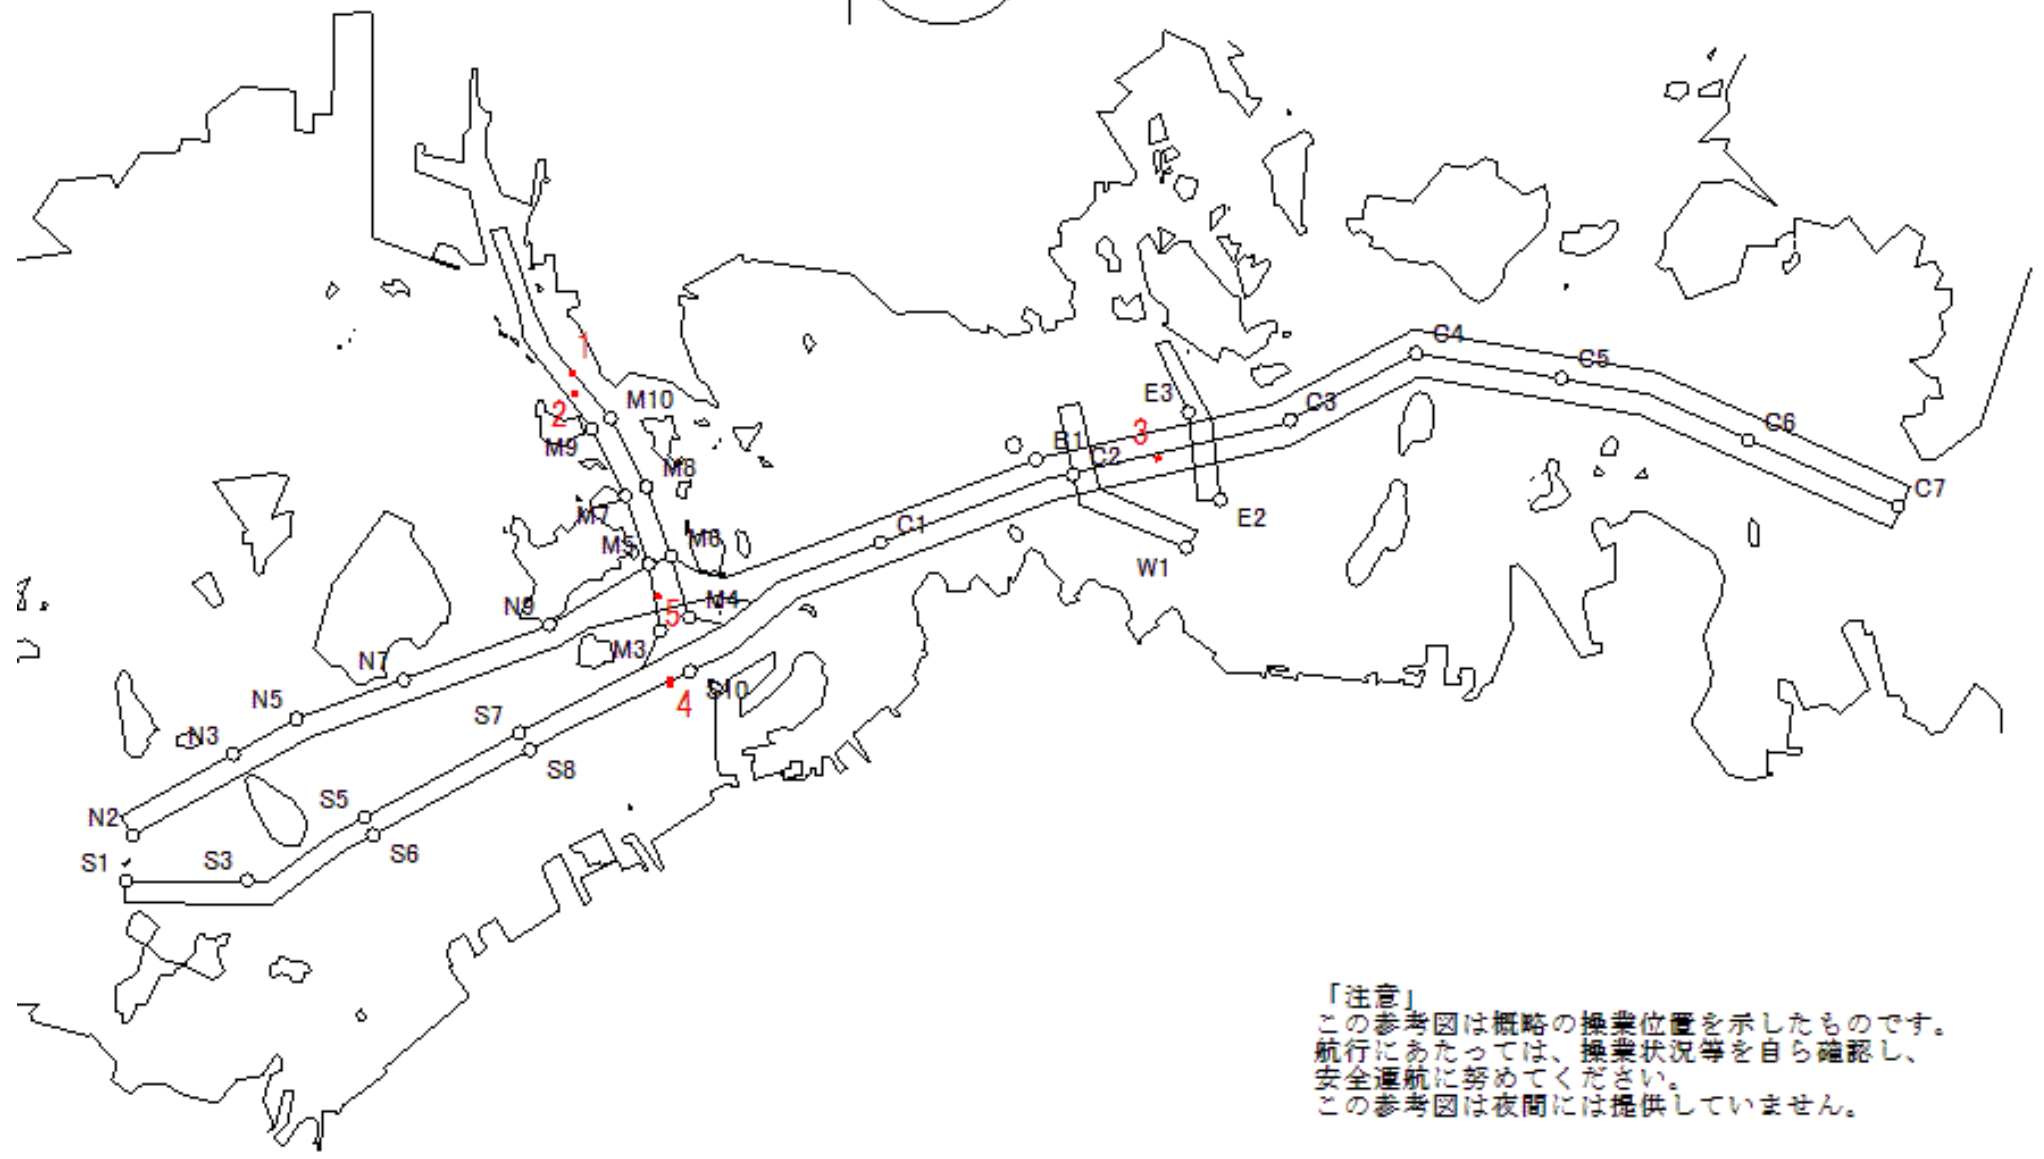 1
M10
2
M9
M8
M7
M5
M6
M4
5
M3
N9
N7
N5
N3
N2
S1
S3
S5
S6
S7
S8
S10
4
C1
B1
C2
3
E3
E2
W1
C3
C4
C5
C6
C7
「注意」
この参考図は概略の操業位置を示したものです。
航行にあたっては、操業状況等を自ら確認し、
安全運航に努めてください。
この参考図は夜間には提供していません。